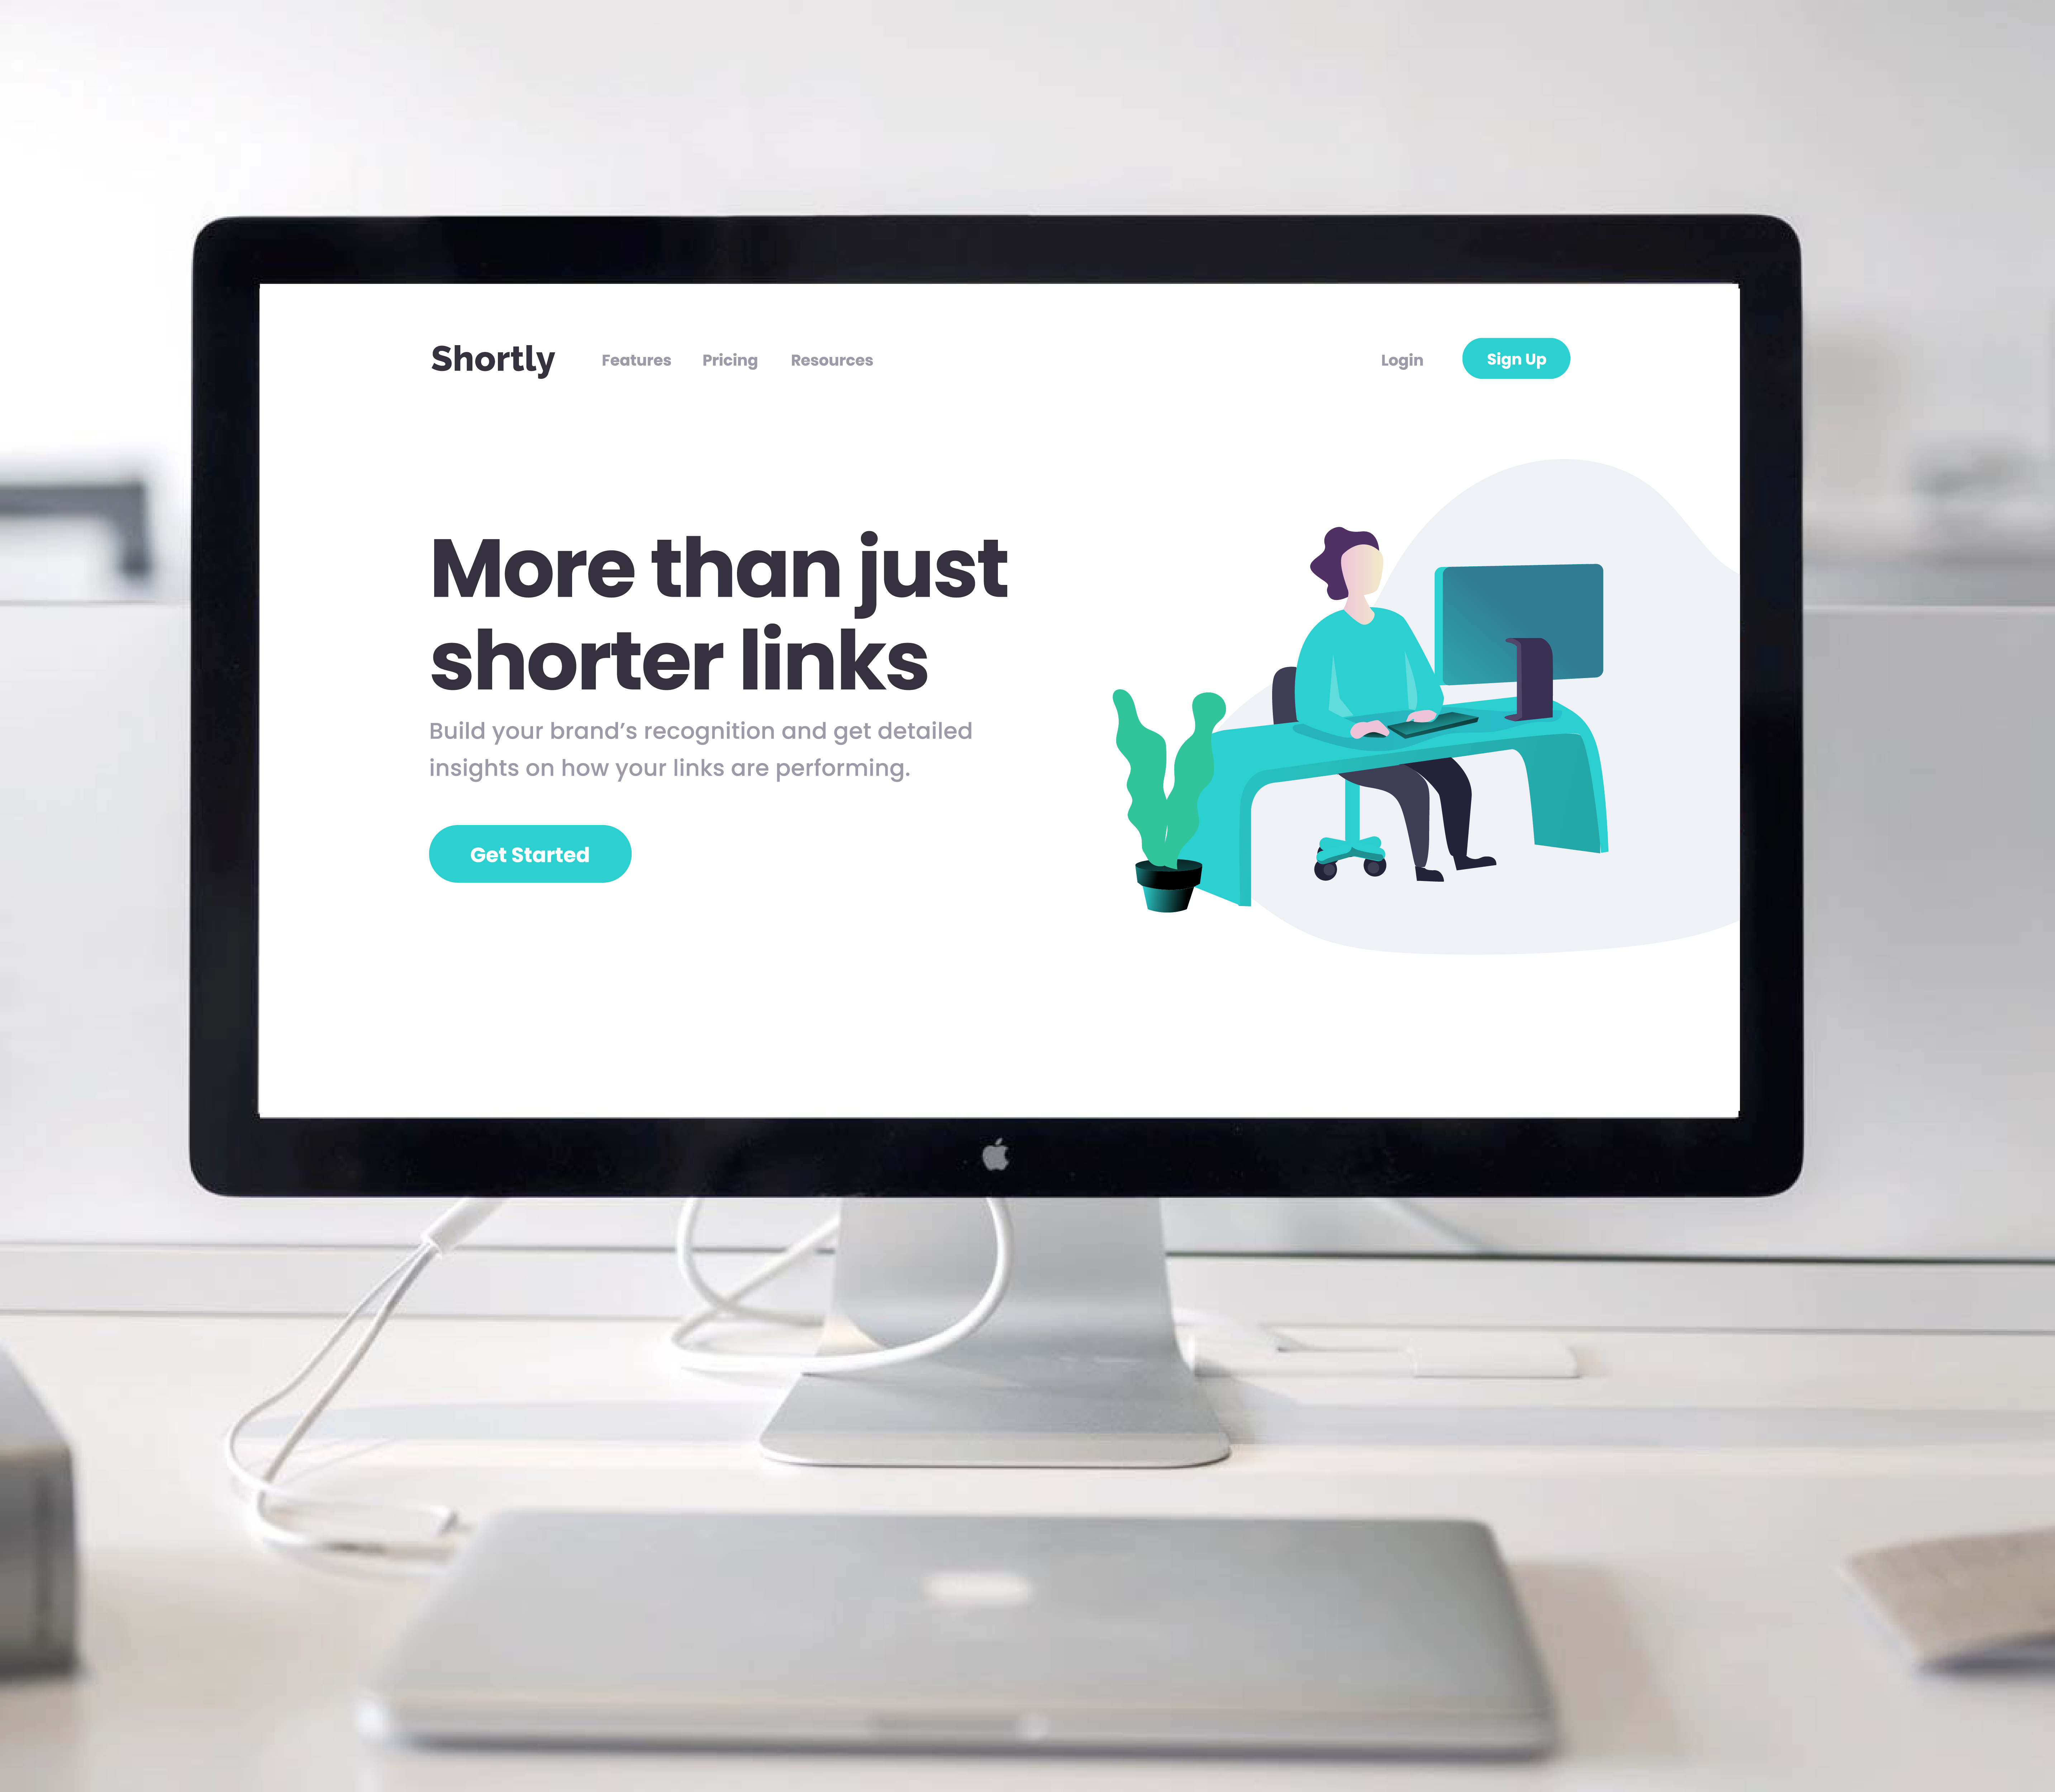 Shortly
Features
Pricing
Resources
Login
Sign Up
More than just
shorter links
Build your brand’s recognition and get detailed
insights on how your links are performing.
Get Started